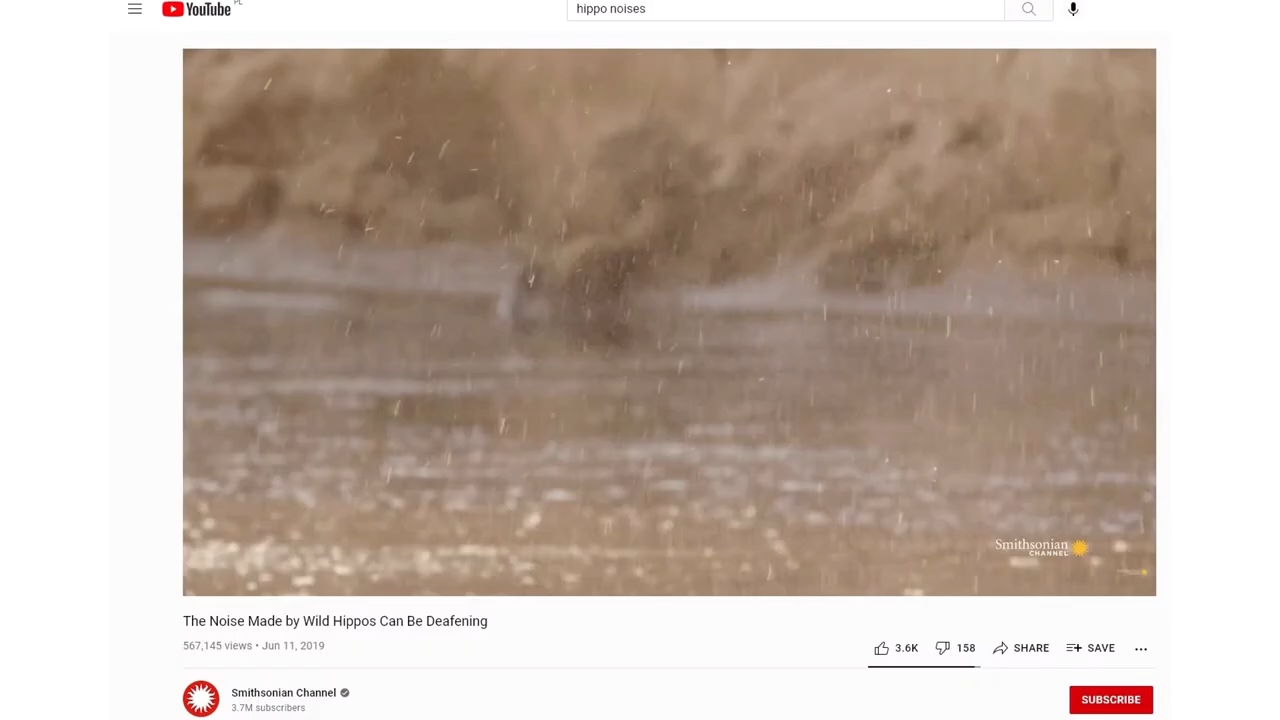 YouTube PL
hippo noises
Smithsonian
CHANNEL
The Noise Made by Wild Hippos Can Be Deafening
567,145 views • Jun 11, 2019
3.6K
158
SHARE
SAVE
Smithsonian Channel
3.7M subscribers
SUBSCRIBE